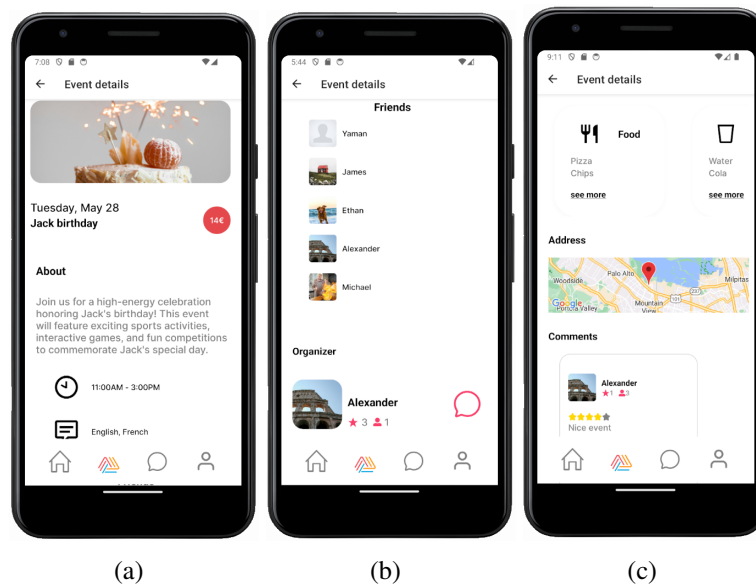 7:08
Event details
Tuesday, May 28
Jack birthday
14€
About
Join us for a high-energy celebration
honoring Jack's birthday! This event
will feature exciting sports activities,
interactive games, and fun competitions
to commemorate Jack's special day.
11:00AM - 3:00PM
English, French
(a)
5:44
Event details
Friends
Yaman
James
Ethan
Alexander
Michael
Organizer
Alexander
3 1
(b)
9:11
Event details
Food
Pizza
Chips
see more
Water
Cola
see more
Address
Woodside
Palo Alto
Milpitas
237
101
Mountain
View
Google
Portola Valley
Comments
Alexander
1 3
Nice event
(c)